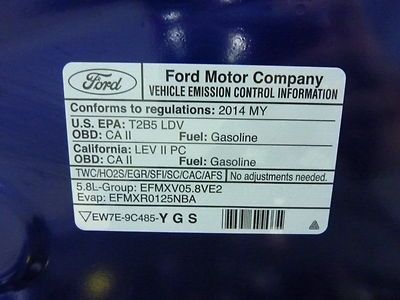 Ford
Ford Motor Company
VEHICLE EMISSION CONTROL INFORMATION
Conforms to regulations: 2014 MY
U.S. EPA: T2B5 LDV
OBD: CA II Fuel: Gasoline
California: LEV II PC
OBD: CA II Fuel: Gasoline
TWC/HO2S/EGR/SFI/SC/CAC/AFS No adjustments needed.
5.8L-Group: EFMXV05.8VE2
Evap: EFMXR0125NBA
EW7E-9C485-Y G S